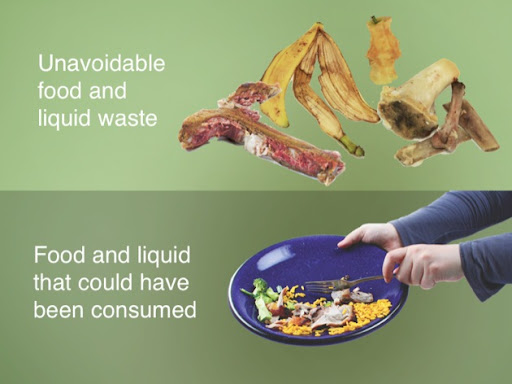 Unavoidable
food and
liquid waste
Food and liquid
that could have
been consumed